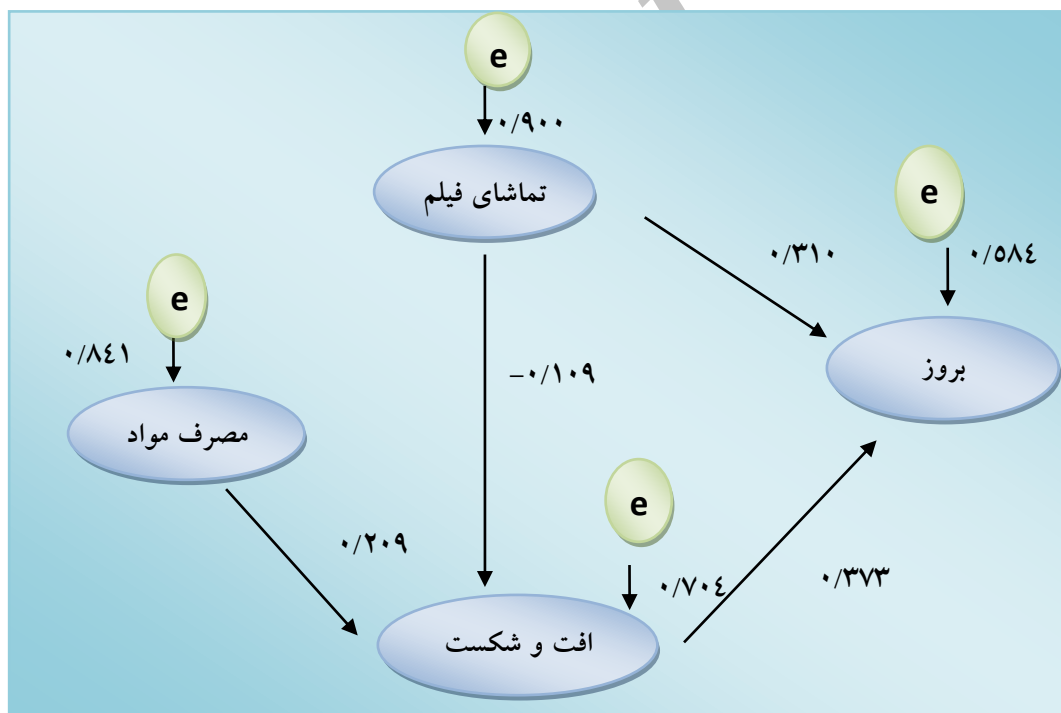 e
۰/۹۰۰
تماشای فیلم
e
۰/۵۸٤
۰/۳۱۰
e
۰/۸٤۱
–۰/۱۰۹
بروز
مصرف مواد
e
۰/۲۰۹
۰/۷۰٤
۰/۳۷۳
افت و شکست